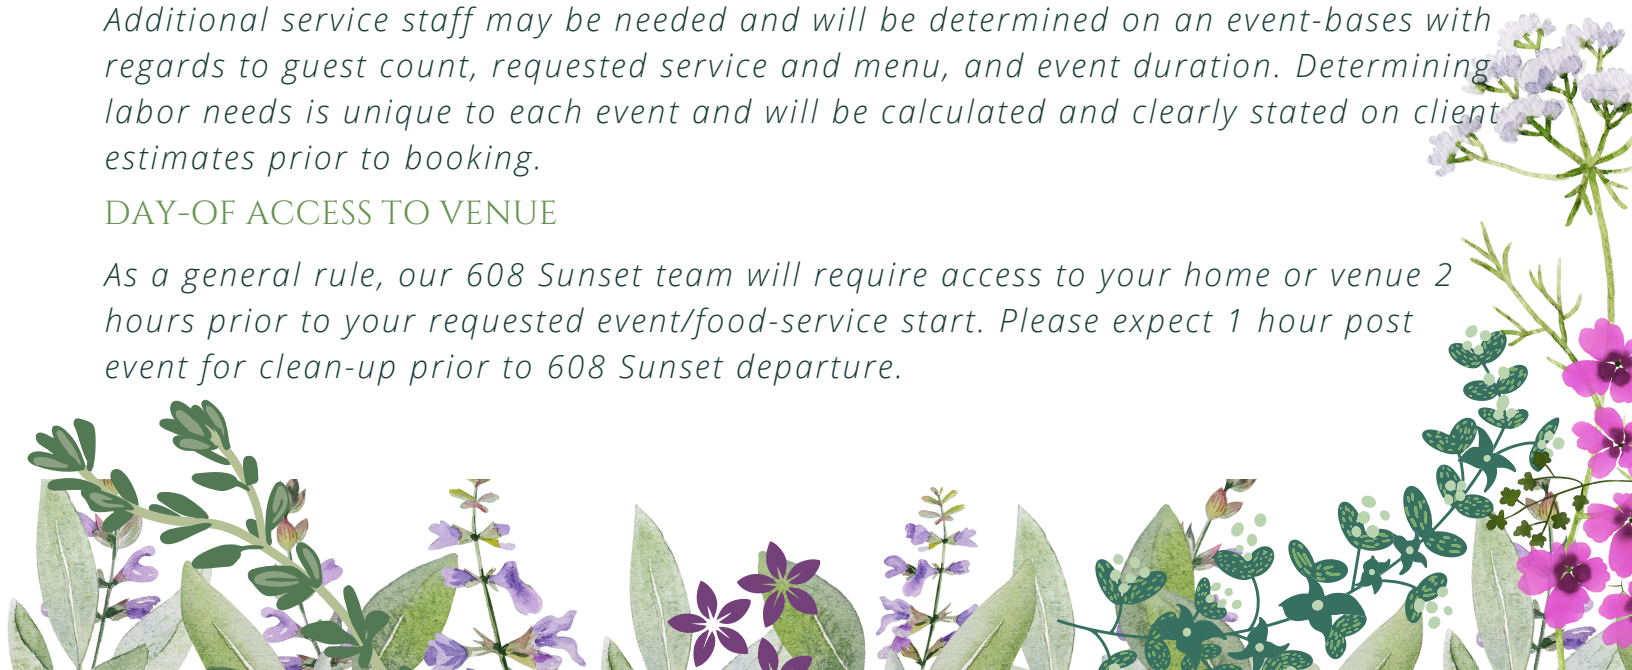 Additional service staff may be needed and will be determined on an event-bases with
regards to guest count, requested service and menu, and event duration. Determining
labor needs is unique to each event and will be calculated and clearly stated on client
estimates prior to booking.
DAY-OF ACCESS TO VENUE
As a general rule, our 608 Sunset team will require access to your home or venue 2
hours prior to your requested event/food-service start. Please expect 1 hour post
event for clean-up prior to 608 Sunset departure.